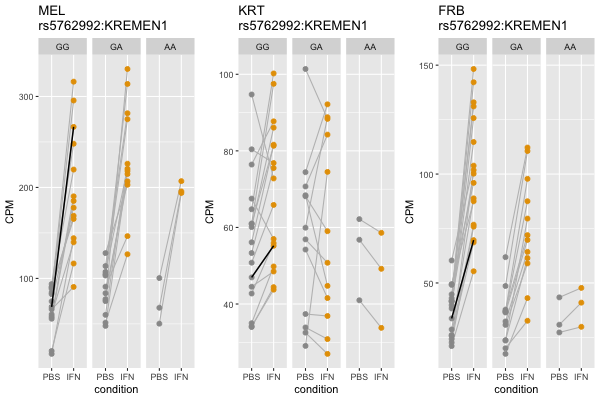 MEL
rs5762992:KREMEN1
GG GA AA
CPM
300
200
100
PBS IFN PBS IFN PBS IFN
condition
KRT
rs5762992:KREMEN1
GG GA AA
CPM
100
80
60
40
PBS IFN PBS IFN PBS IFN
condition
FRB
rs5762992:KREMEN1
GG GA AA
CPM
150
100
50
PBS IFN PBS IFN PBS IFN
condition